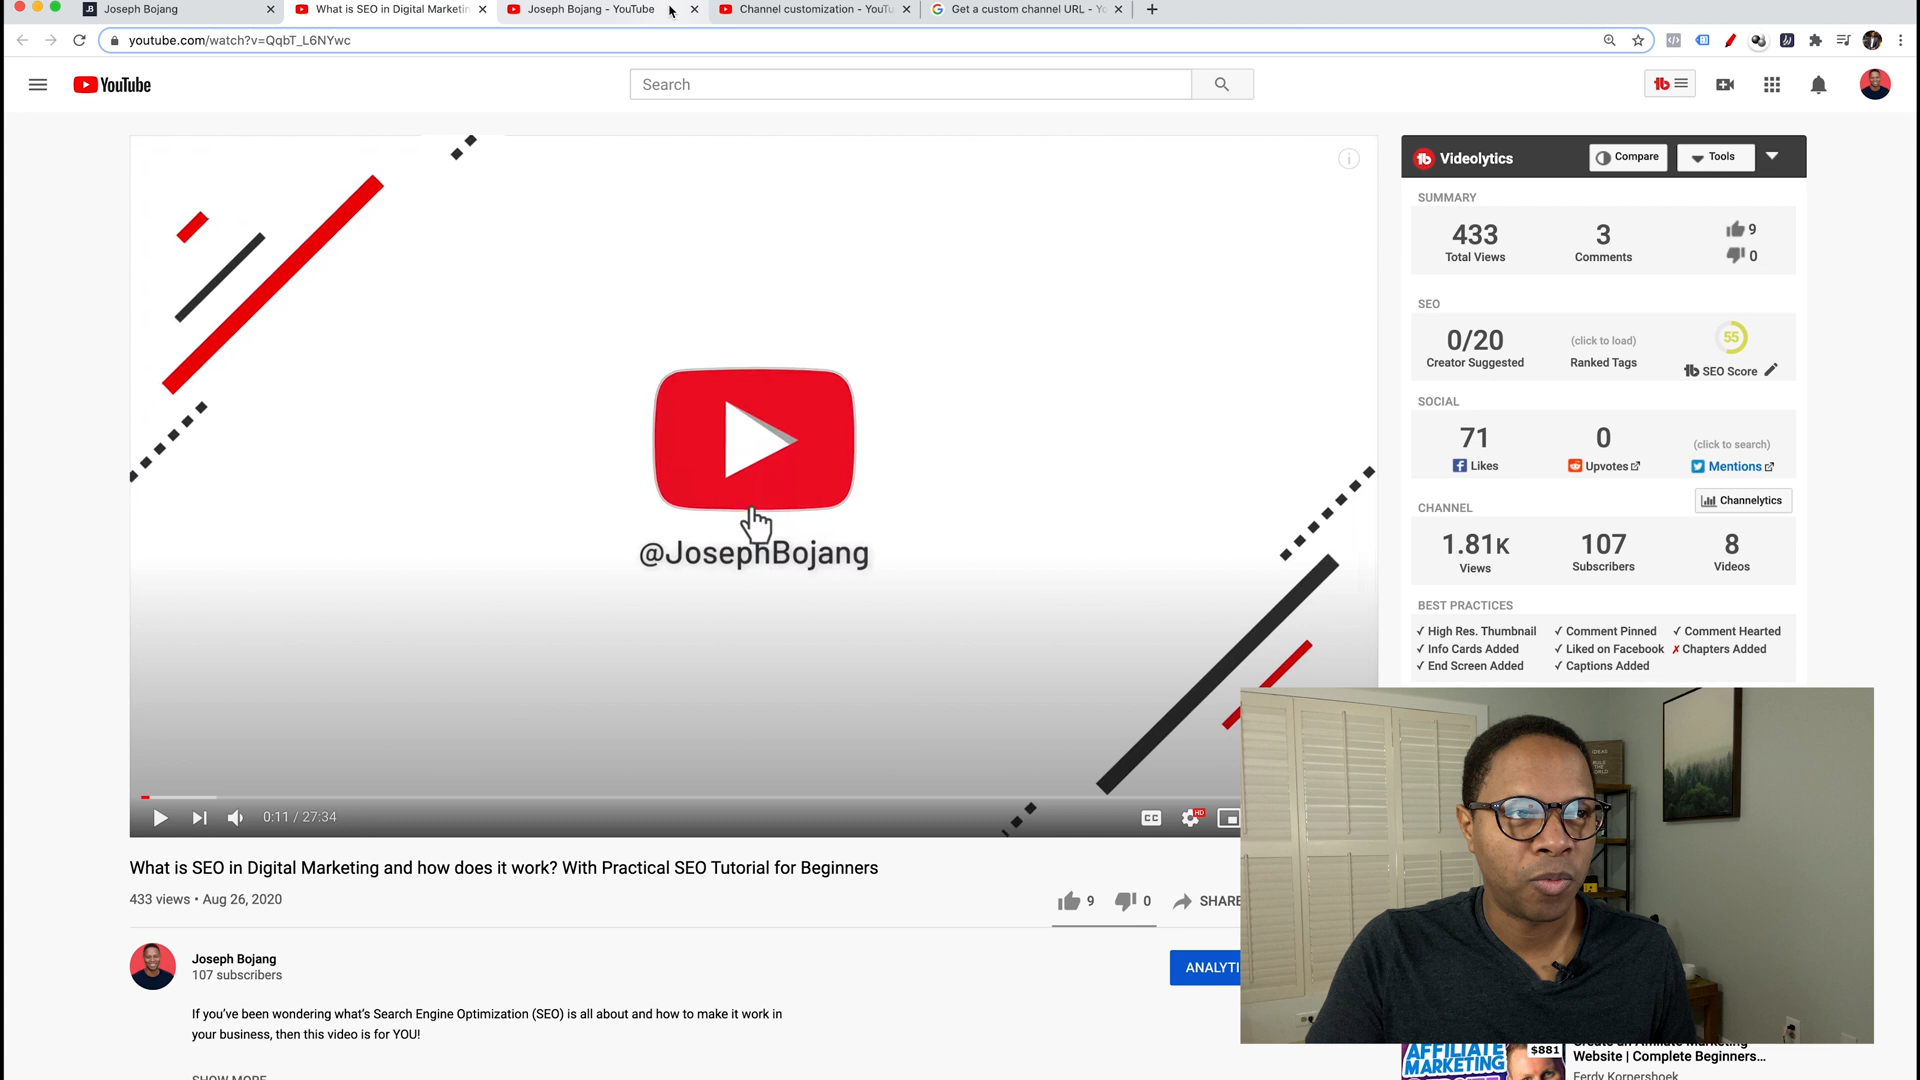 Joseph Bojang
What is SEO in Digital Marketin
Joseph Bojang - YouTube
Channel customization - YouTu
Get a custom channel URL - Yo
youtube.com/watch?v=QqbT_L6NYwc
YouTube
Search
@JosephBojang
0:11 / 27:34
CC
HD
What is SEO in Digital Marketing and how does it work? With Practical SEO Tutorial for Beginners
433 views • Aug 26, 2020
9
0
SHARE
Joseph Bojang
107 subscribers
ANALYTI
If you've been wondering what's Search Engine Optimization (SEO) is all about and how to make it work in
your business, then this video is for YOU!
SHOW MORE
Videolytics
Compare
Tools
SUMMARY
433
Total Views
3
Comments
9
0
SEO
0/20
Creator Suggested
(click to load)
Ranked Tags
55
SEO Score
SOCIAL
71
Likes
0
Upvotes
(click to search)
Mentions
CHANNEL
Channelytics
1.81K
Views
107
Subscribers
8
Videos
BEST PRACTICES
✓ High Res. Thumbnail
✓ Comment Pinned
✓ Comment Hearted
✓ Info Cards Added
✓ Liked on Facebook
✗ Chapters Added
✓ End Screen Added
✓ Captions Added
AFFILIATE
MARKETING
$881
Create an Affiliate Marketing
Website | Complete Beginners...
Ferdy Korpershoek